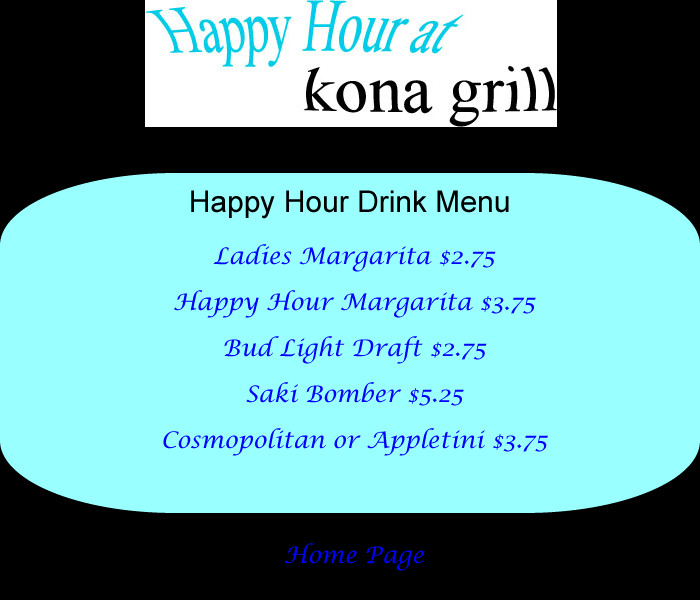 Happy Hour at
kona grill
Happy Hour Drink Menu
Ladies Margarita $2.75
Happy Hour Margarita $3.75
Bud Light Draft $2.75
Saki Bomber $5.25
Cosmopolitan or Appletini $3.75
Home Page